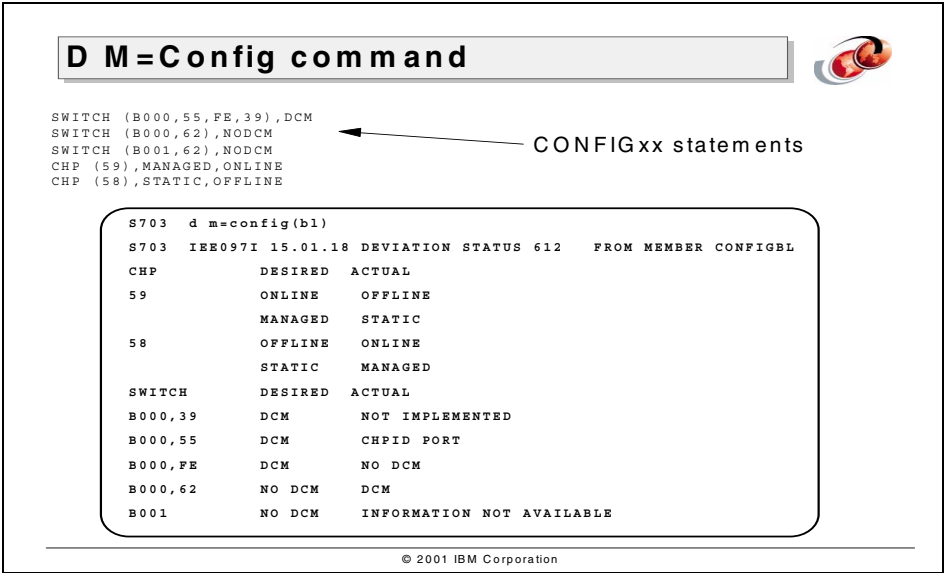 D M=Config command
SWITCH (B000,55,FE,39),DCM
SWITCH (B000,62),NODCM
SWITCH (B001,62),NODCM
CHP (59),MANAGED,ONLINE
CHP (58),STATIC,OFFLINE
CONFIGxx statements
S703 d m=config(bl)
S703 IEE097I 15.01.18 DEVIATION STATUS 612 FROM MEMBER CONFIGBL
CHP DESIRED ACTUAL
59 ONLINE OFFLINE
MANAGED STATIC
58 OFFLINE ONLINE
STATIC MANAGED
SWITCH DESIRED ACTUAL
B000,39 DCM NOT IMPLEMENTED
B000,55 DCM CHPID PORT
B000,FE DCM NO DCM
B000,62 NO DCM DCM
B001 NO DCM INFORMATION NOT AVAILABLE
© 2001 IBM Corporation